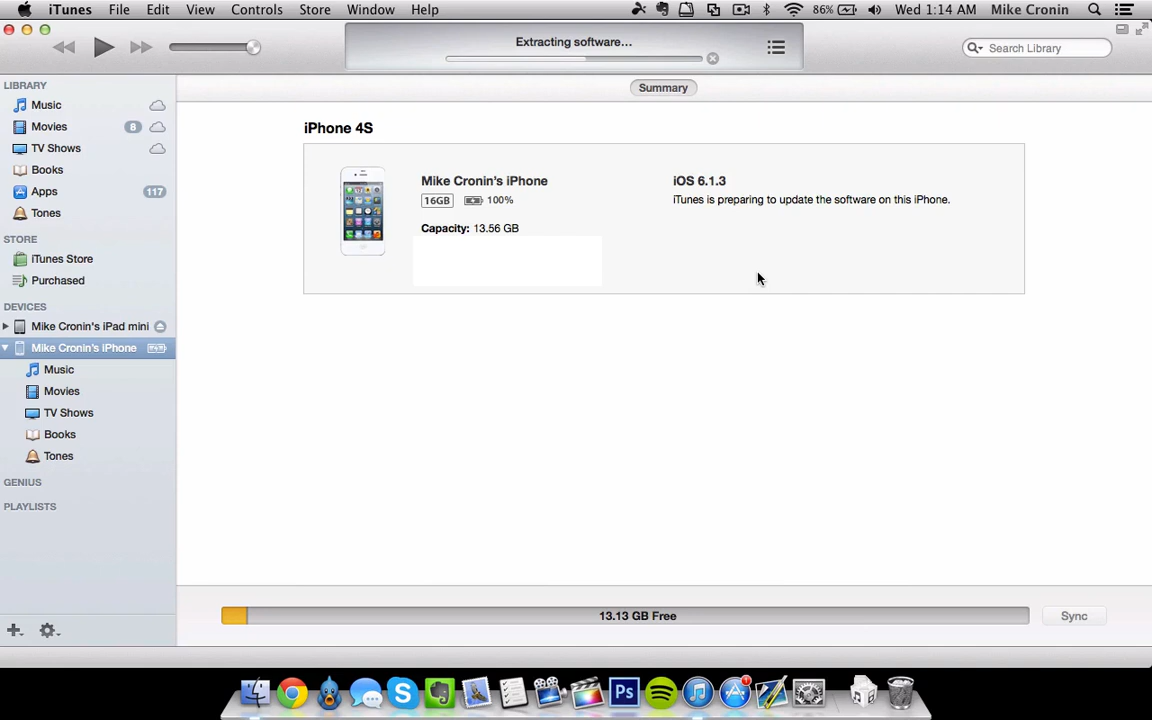 iTunes File Edit View Controls Store Window Help 86% Wed 1:14 AM Mike Cronin
Extracting software...
Search Library
LIBRARY
Music
Movies 8
TV Shows
Books
Apps 117
Tones
STORE
iTunes Store
Purchased
DEVICES
Mike Cronin's iPad mini
Mike Cronin's iPhone
Music
Movies
TV Shows
Books
Tones
GENIUS
PLAYLISTS
Summary
iPhone 4S
Mike Cronin's iPhone
16GB 100%
Capacity: 13.56 GB
iOS 6.1.3
iTunes is preparing to update the software on this iPhone.
13.13 GB Free
Sync
Ps
1